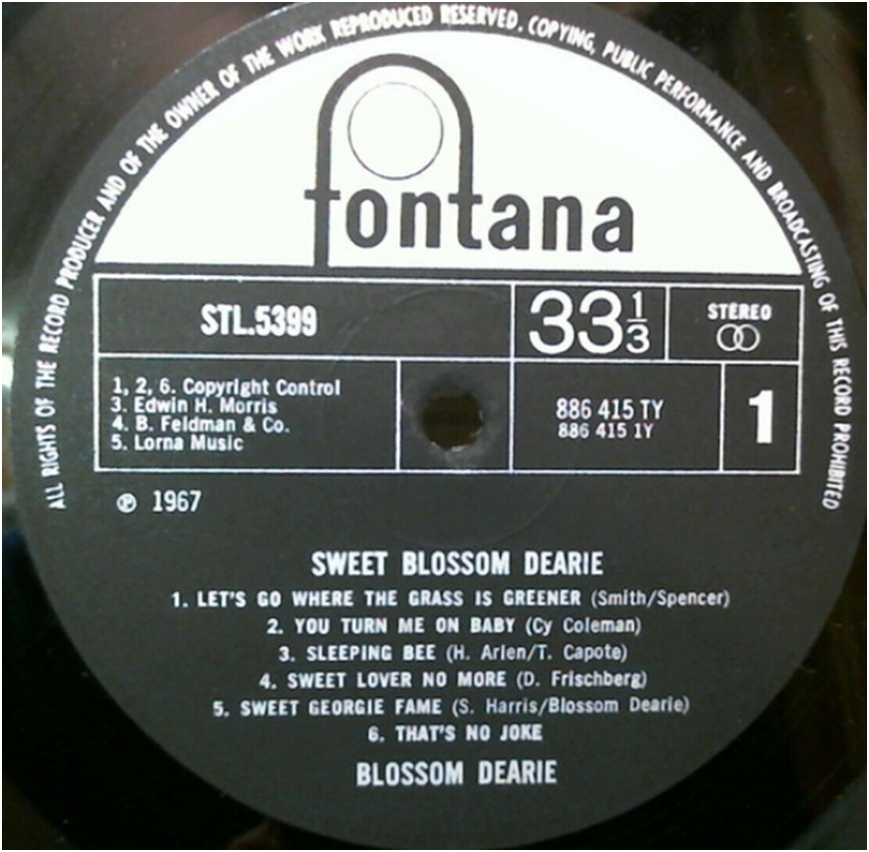 ALL RIGHTS OF THE RECORD PRODUCER AND OF THE OWNER OF THE WORK REPRODUCED RESERVED. COPYING, PUBLIC PERFORMANCE AND BROADCASTING OF THIS RECORD PROHIBITED
fontana
STL.5399
33 1/3
STEREO
1, 2, 6. Copyright Control
3. Edwin H. Morris
4. B. Feldman & Co.
5. Lorna Music
886 415 TY
886 415 1Y
1
℗ 1967
SWEET BLOSSOM DEARIE
1. LET'S GO WHERE THE GRASS IS GREENER (Smith/Spencer)
2. YOU TURN ME ON BABY (Cy Coleman)
3. SLEEPING BEE (H. Arlen/T. Capote)
4. SWEET LOVER NO MORE (D. Frischberg)
5. SWEET GEORGIE FAME (S. Harris/Blossom Dearie)
6. THAT'S NO JOKE
BLOSSOM DEARIE